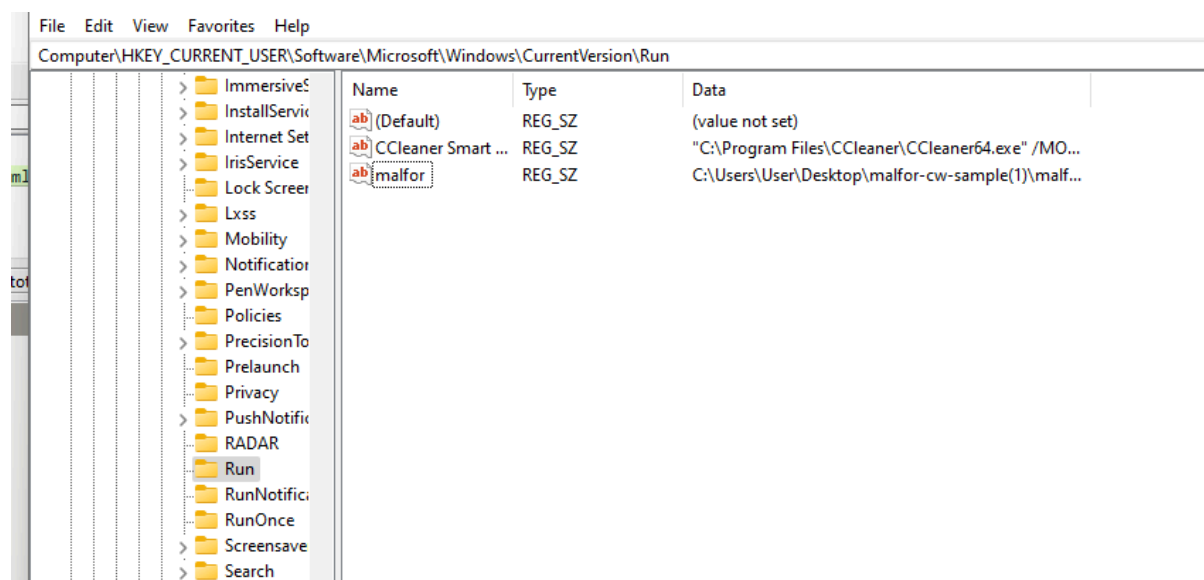 File Edit View Favorites Help
Computer\HKEY_CURRENT_USER\Software\Microsoft\Windows\CurrentVersion\Run
ImmersiveS
InstallServic
Internet Set
IrisService
Lock Screen
Lxss
Mobility
Notification
PenWorksp
Policies
PrecisionTo
Prelaunch
Privacy
PushNotific
RADAR
Run
RunNotifica
RunOnce
Screensave
Search
Name Type Data
(Default) REG_SZ (value not set)
CCleaner Smart ... REG_SZ "C:\Program Files\CCleaner\CCleaner64.exe" /MO...
malfor REG_SZ C:\Users\User\Desktop\malfor-cw-sample(1)\malf...